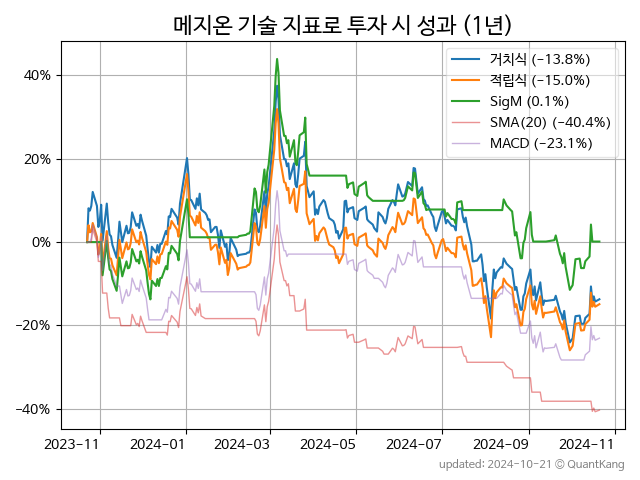 메지온 기술 지표로 투자 시 성과 (1년)
거치식 (−13.8%)
적립식 (−15.0%)
SigM (0.1%)
SMA(20) (−40.4%)
MACD (−23.1%)
40%
20%
0%
−20%
−40%
2023-11 2024-01 2024-03 2024-05 2024-07 2024-09 2024-11
updated: 2024-10-21 © QuantKang